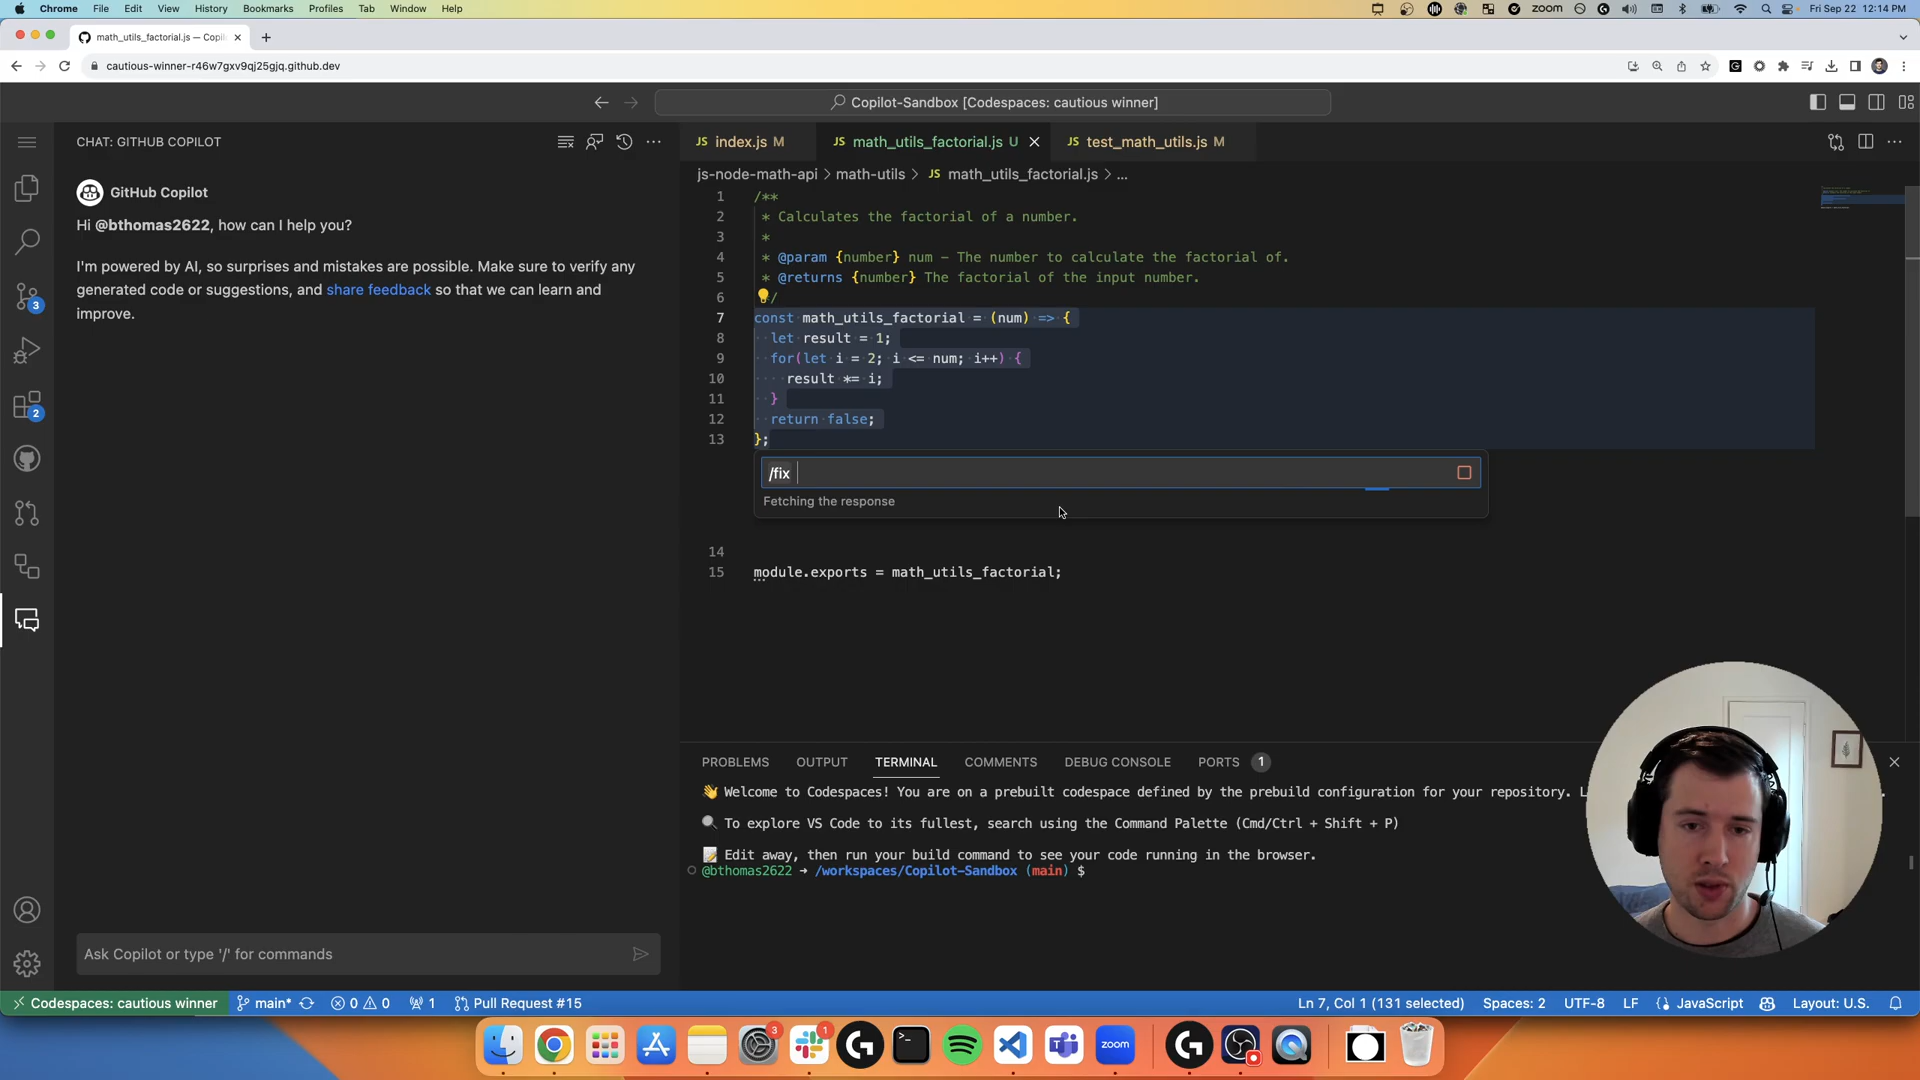 Chrome File Edit View History Bookmarks Profiles Tab Window Help
zoom Fri Sep 22 12:14 PM
math_utils_factorial.js — Copil
cautious-winner-r46w7gxv9qj25gjq.github.dev
Copilot-Sandbox [Codespaces: cautious winner]
CHAT: GITHUB COPILOT
JS index.js M JS math_utils_factorial.js U JS test_math_utils.js M
js-node-math-api > math-utils > JS math_utils_factorial.js > ...
GitHub Copilot
Hi @bthomas2622, how can I help you?
I'm powered by AI, so surprises and mistakes are possible. Make sure to verify any
generated code or suggestions, and share feedback so that we can learn and
improve.
3
2
1 /**
2 * Calculates the factorial of a number.
3 *
4 * @param {number} num - The number to calculate the factorial of.
5 * @returns {number} The factorial of the input number.
6 /
7 const math_utils_factorial = (num) => {
8 let result = 1;
9 for(let i = 2; i <= num; i++) {
10 result *= i;
11 }
12 return false;
13 };
/fix
Fetching the response
14
15 module.exports = math_utils_factorial;
PROBLEMS OUTPUT TERMINAL COMMENTS DEBUG CONSOLE PORTS 1
👋 Welcome to Codespaces! You are on a prebuilt codespace defined by the prebuild configuration for your repository.
🔍 To explore VS Code to its fullest, search using the Command Palette (Cmd/Ctrl + Shift + P)
📝 Edit away, then run your build command to see your code running in the browser.
@bthomas2622 ➜ /workspaces/Copilot-Sandbox (main) $
Ask Copilot or type '/' for commands
Codespaces: cautious winner main* 0 0 1 Pull Request #15
Ln 7, Col 1 (131 selected) Spaces: 2 UTF-8 LF JavaScript Layout: U.S.
3 1 zoom